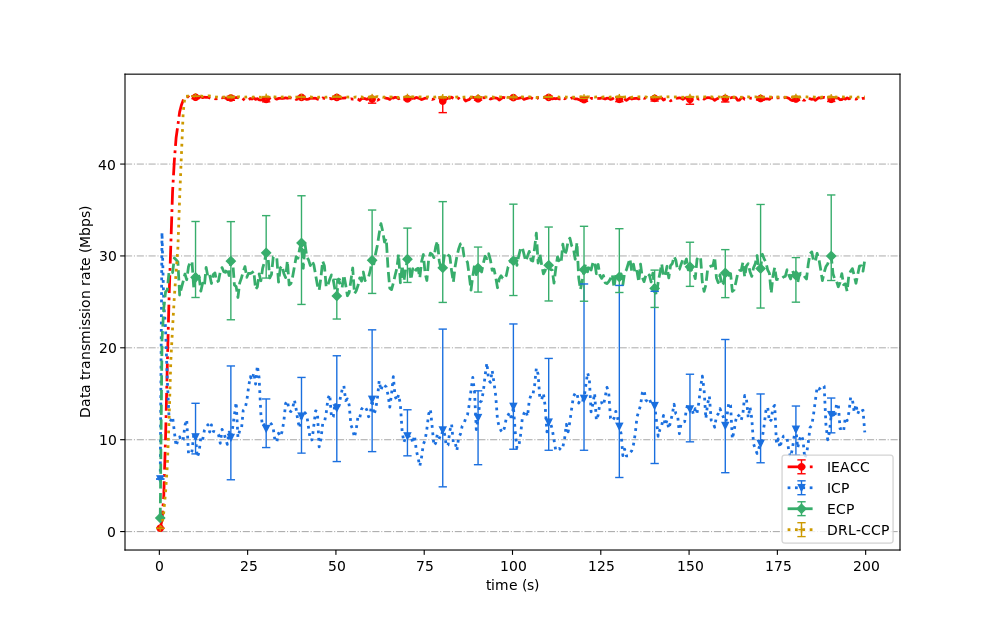 Data transmission rate (Mbps)
40
30
20
10
0
0 25 50 75 100 125 150 175 200
time (s)
IEACC
ICP
ECP
DRL-CCP